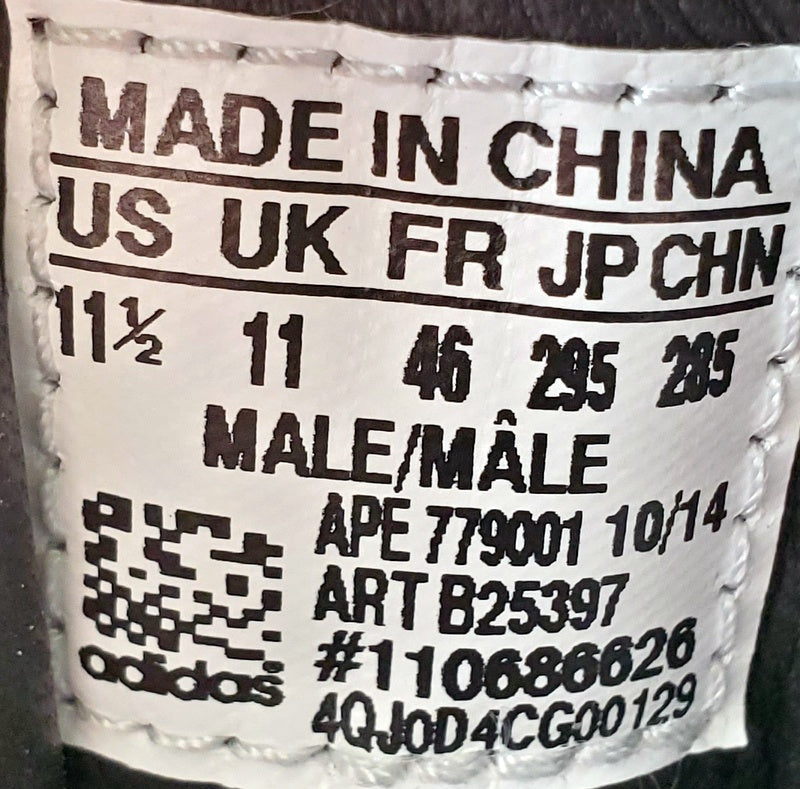 MADE IN CHINA
US UK FR JP CHN
11½ 11 46 295 285
MALE/MÂLE
APE 779001 10/14
ART B25397
#110686626
adidas
4QJ0D4CG00129